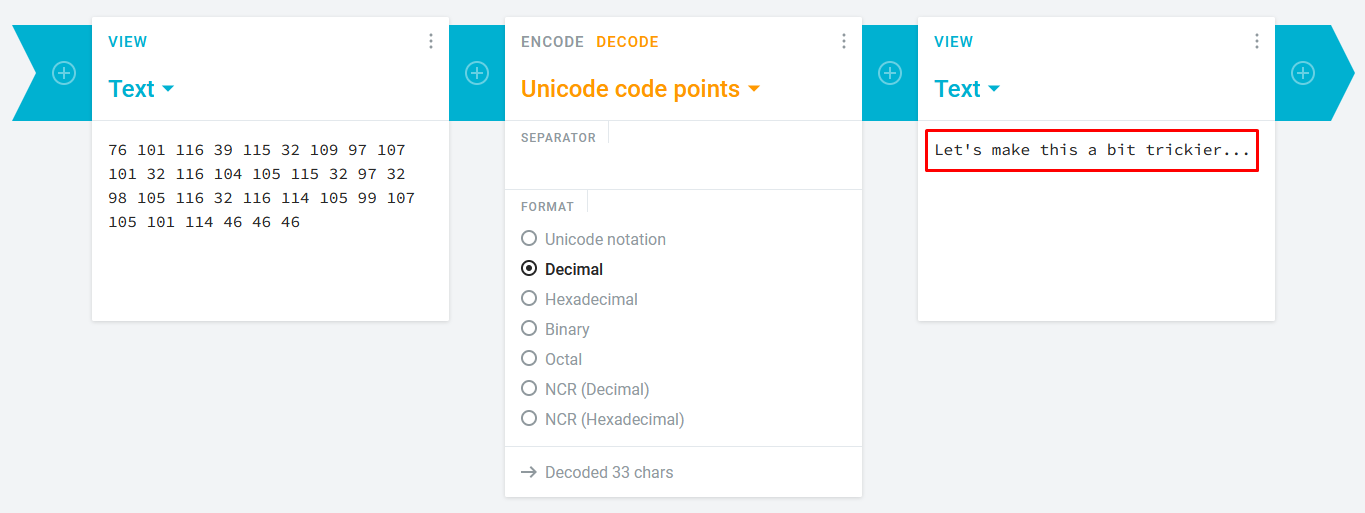 VIEW
Text
76 101 116 39 115 32 109 97 107
101 32 116 104 105 115 32 97 32
98 105 116 32 116 114 105 99 107
105 101 114 46 46 46
ENCODE DECODE
Unicode code points
SEPARATOR
FORMAT
Unicode notation
Decimal
Hexadecimal
Binary
Octal
NCR (Decimal)
NCR (Hexadecimal)
→ Decoded 33 chars
VIEW
Text
Let's make this a bit trickier...